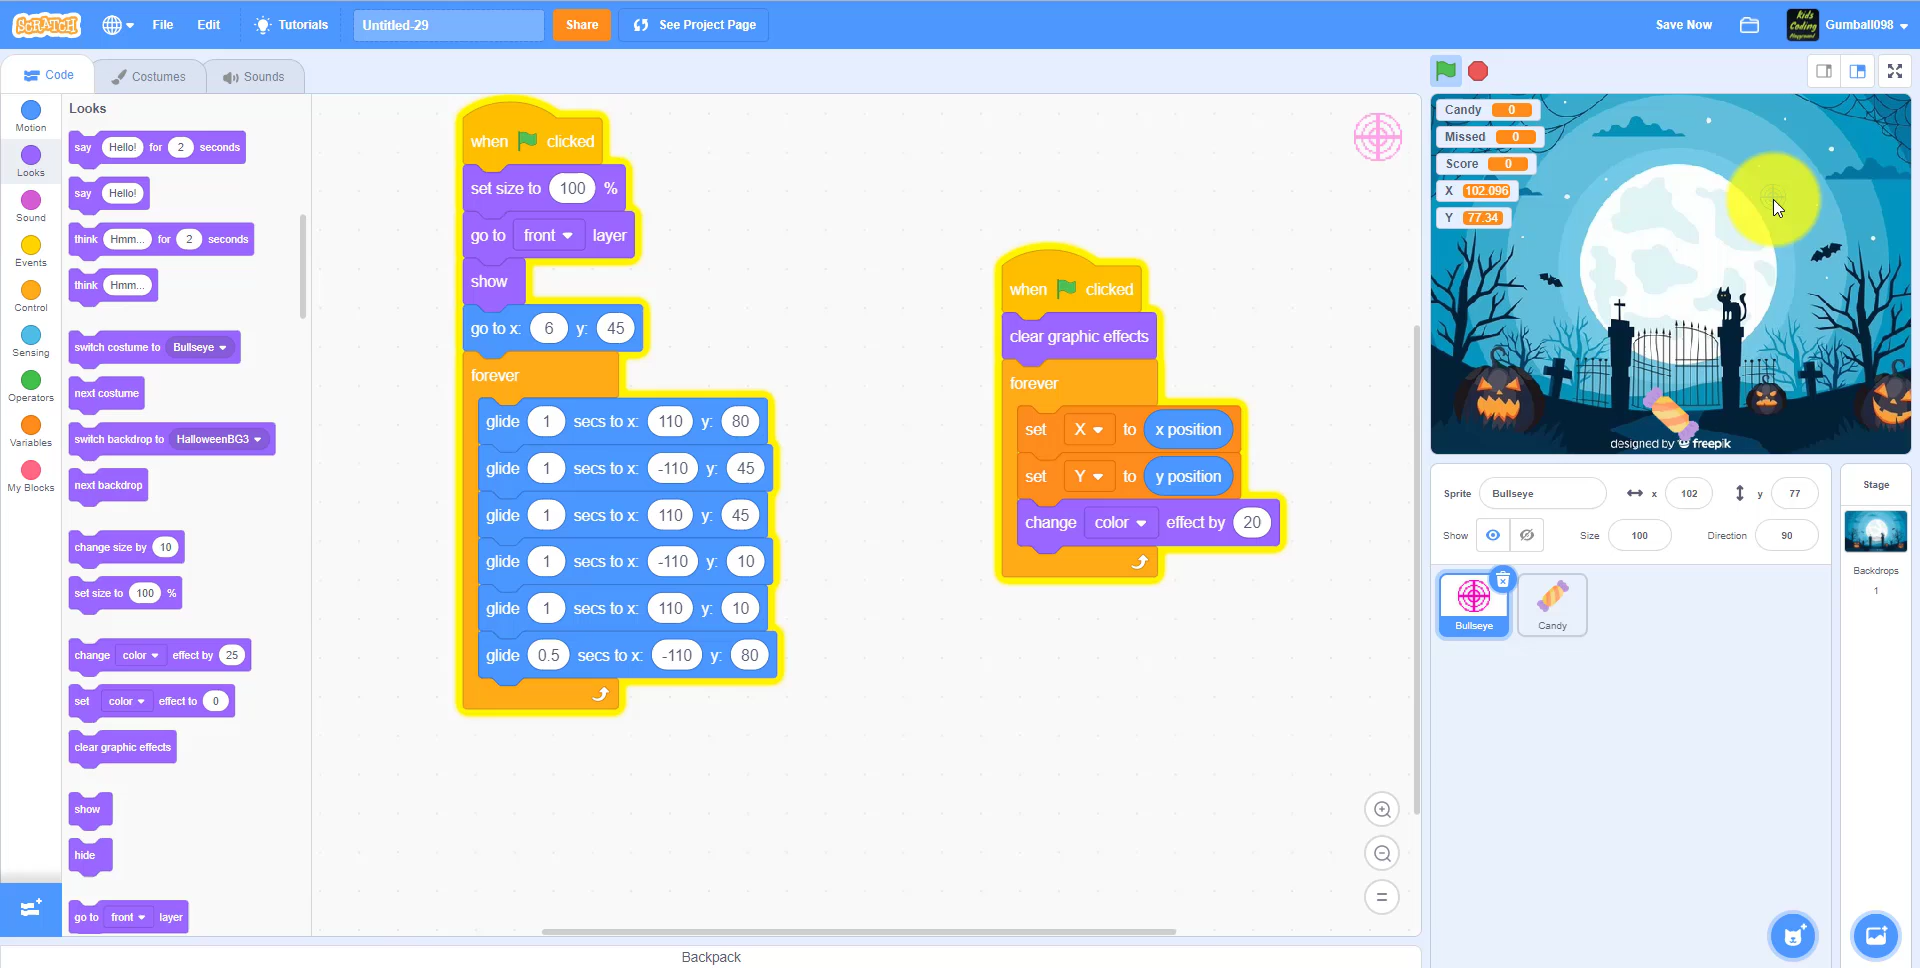 SCRATCH File Edit Tutorials Untitled-29 Share See Project Page Save Now Kids Coding Playground Gumball098
Code Costumes Sounds
Motion
Looks
Sound
Events
Control
Sensing
Operators
Variables
My Blocks
Looks
say Hello! for 2 seconds
say Hello!
think Hmm... for 2 seconds
think Hmm...
switch costume to Bullseye
next costume
switch backdrop to HalloweenBG3
next backdrop
change size by 10
set size to 100 %
change color effect by 25
set color effect to 0
clear graphic effects
show
hide
go to front layer
when clicked
set size to 100 %
go to front layer
show
go to x: 6 y: 45
forever
glide 1 secs to x: 110 y: 80
glide 1 secs to x: -110 y: 45
glide 1 secs to x: 110 y: 45
glide 1 secs to x: -110 y: 10
glide 1 secs to x: 110 y: 10
glide 0.5 secs to x: -110 y: 80
when clicked
clear graphic effects
forever
set X to x position
set Y to y position
change color effect by 20
Backpack
Candy 0
Missed 0
Score 0
X 102.096
Y 77.34
designed by freepik
Sprite Bullseye x 102 y 77
Show Size 100 Direction 90
Bullseye Candy
Stage
Backdrops
1